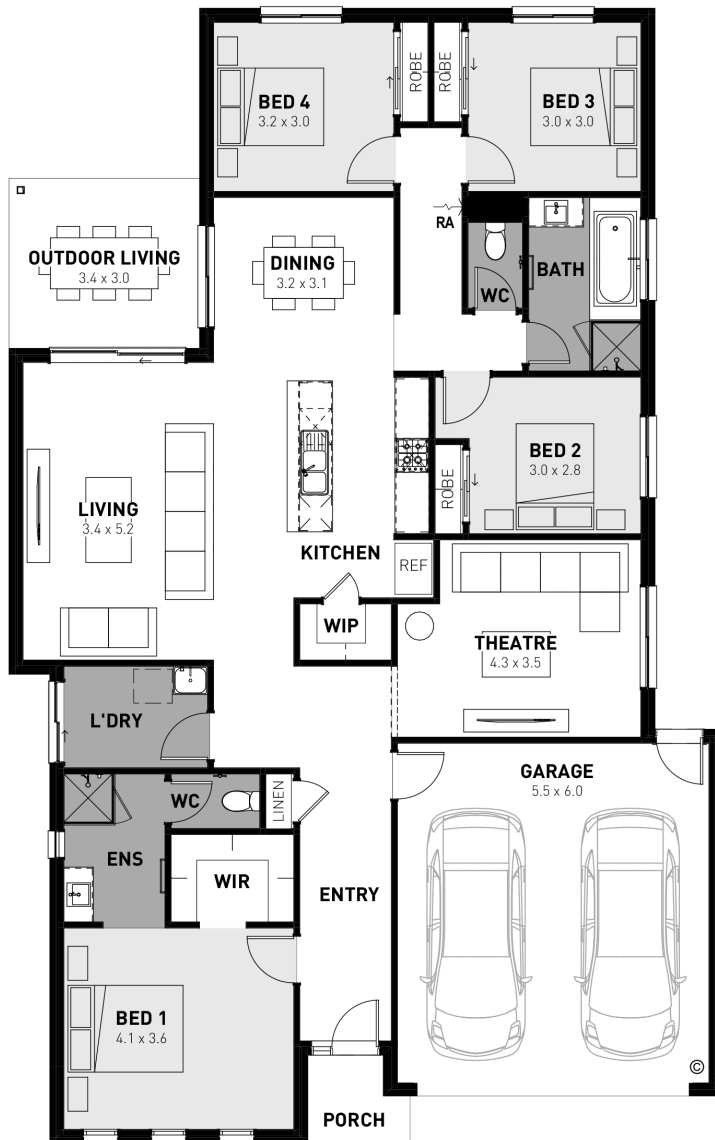 BED 4
3.2 x 3.0
ROBE
ROBE
BED 3
3.0 x 3.0
RA
OUTDOOR LIVING
3.4 x 3.0
DINING
3.2 x 3.1
WC
BATH
BED 2
3.0 x 2.8
ROBE
LIVING
3.4 x 5.2
KITCHEN
REF
WIP
THEATRE
4.3 x 3.5
L'DRY
GARAGE
5.5 x 6.0
WC
LINEN
ENS
WIR
ENTRY
BED 1
4.1 x 3.6
©
PORCH